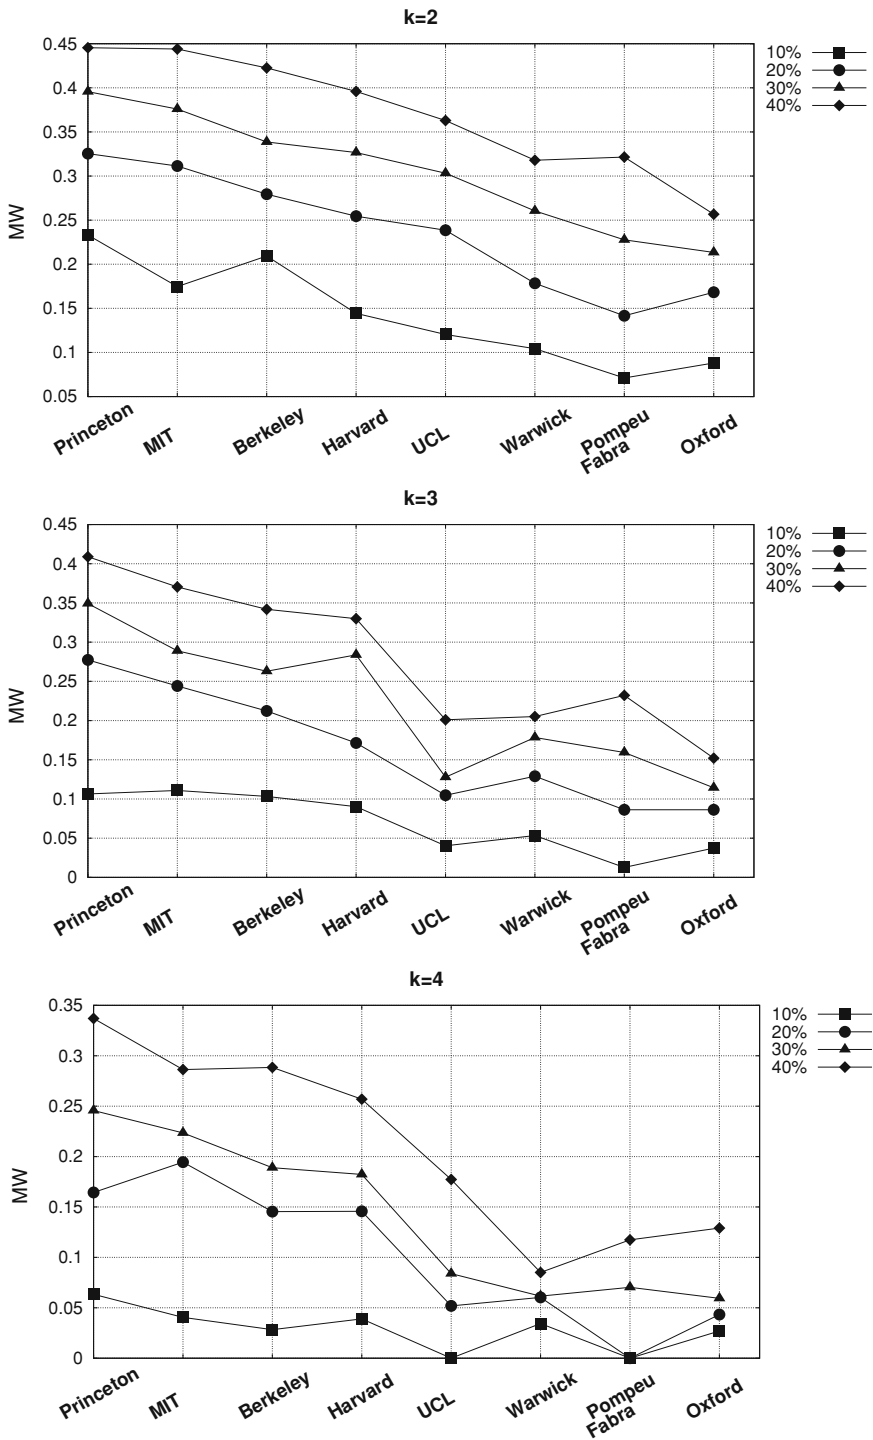 k=2
0.45
0.4
0.35
0.3
0.25
0.2
0.15
0.1
0.05
MW
Princeton
MIT
Berkeley
Harvard
UCL
Warwick
Pompeu
Fabra
Oxford
10%
20%
30%
40%
k=3
0.45
0.4
0.35
0.3
0.25
0.2
0.15
0.1
0.05
0
MW
Princeton
MIT
Berkeley
Harvard
UCL
Warwick
Pompeu
Fabra
Oxford
10%
20%
30%
40%
k=4
0.35
0.3
0.25
0.2
0.15
0.1
0.05
0
MW
Princeton
MIT
Berkeley
Harvard
UCL
Warwick
Pompeu
Fabra
Oxford
10%
20%
30%
40%